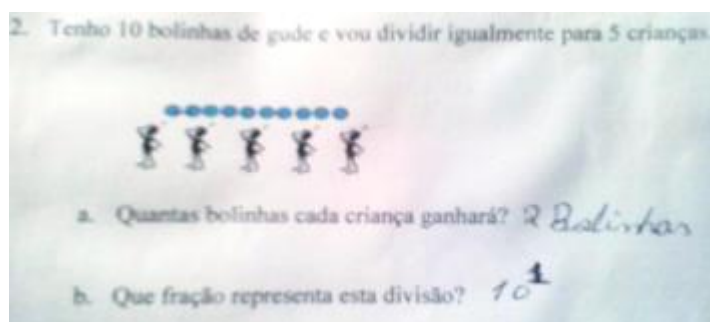 2. Tenho 10 bolinhas de gude e vou dividir igualmente para 5 crianças.
a. Quantas bolinhas cada criança ganhará? 2 Bolinhas
b. Que fração representa esta divisão? 10 1